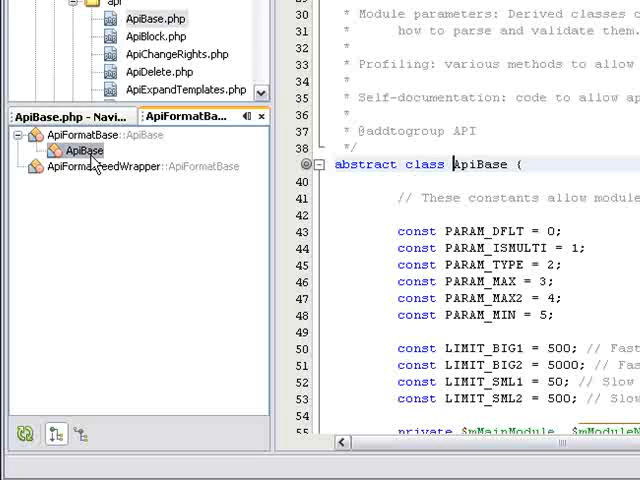 api
ApiBase.php
ApiBlock.php
ApiChangeRights.php
ApiDelete.php
ApiExpandTemplates.php
ApiBase.php - Navi...
ApiFormatBa...
ApiFormatBase::ApiBase
ApiBase
ApiFormatFeedWrapper::ApiFormatBase
30 * Module parameters: Derived classes c
31 * how to parse and validate them.
32 *
33 * Profiling: various methods to allow
34 *
35 * Self-documentation: code to allow ap
36 *
37 * @addtogroup API
38 */
abstract class ApiBase {
40
41 // These constants allow module
42
43 const PARAM_DFLT = 0;
44 const PARAM_ISMULTI = 1;
45 const PARAM_TYPE = 2;
46 const PARAM_MAX = 3;
47 const PARAM_MAX2 = 4;
48 const PARAM_MIN = 5;
49
50 const LIMIT_BIG1 = 500; // Fast
51 const LIMIT_BIG2 = 5000; // Fa
52 const LIMIT_SML1 = 50; // Slow
53 const LIMIT_SML2 = 500; // Slow
54
55 private $mMainModule, $mModuleN